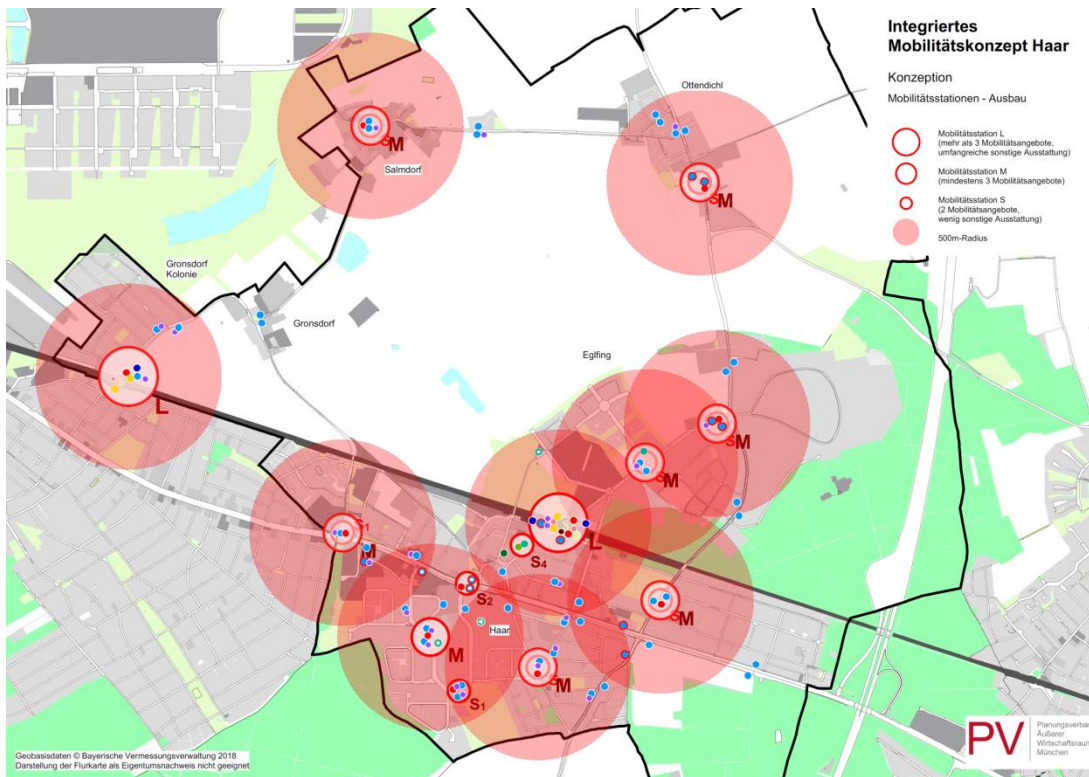 Integriertes
Mobilitätskonzept Haar
Konzeption
Mobilitätsstationen - Ausbau
Mobilitätsstation L
(mehr als 3 Mobilitätsangebote,
umfangreiche sonstige Ausstattung)
Mobilitätsstation M
(mindestens 3 Mobilitätsangebote)
Mobilitätsstation S
(2 Mobilitätsangebote,
wenig sonstige Ausstattung)
500m-Radius
Ottendichl
S M
Salmdorf
S M
Gronsdorf
Kolonie
Gronsdorf
Eglfing
L
S M
S M
S1
M
L
S4
S2
S M
Haar
M
S M
S1
PV
Planungsverband
Äußerer
Wirtschaftsraum
München
Geobasisdaten © Bayerische Vermessungsverwaltung 2018
Darstellung der Flurkarte als Eigentumsnachweis nicht geeignet